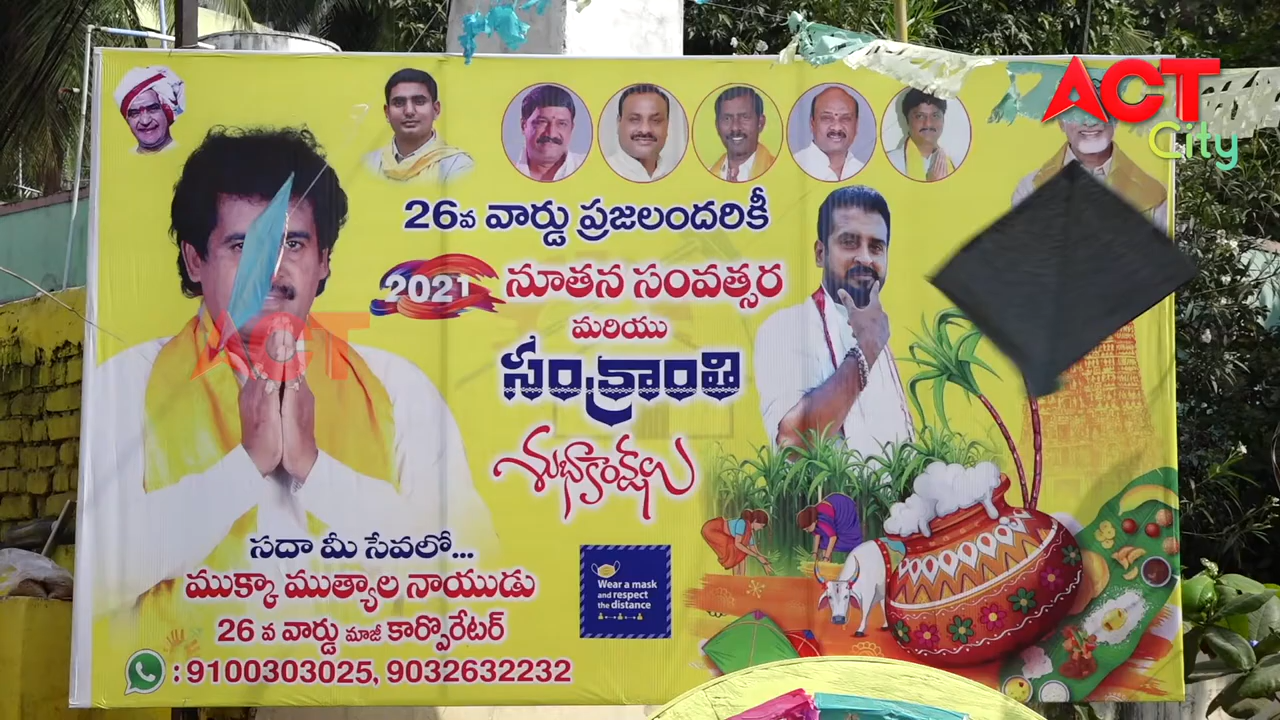 ACT
City
26వ వార్డు ప్రజలందరికీ
2021 నూతన సంవత్సర
మరియు
సంక్రాంతి
శుభాకాంక్షలు
ACT
సదా మీ సేవలో...
ముక్కా ముత్యాల నాయుడు
26 వ వార్డు మాజీ కార్పొరేటర్
: 9100303025, 9032632232
Wear a mask
and respect
the distance